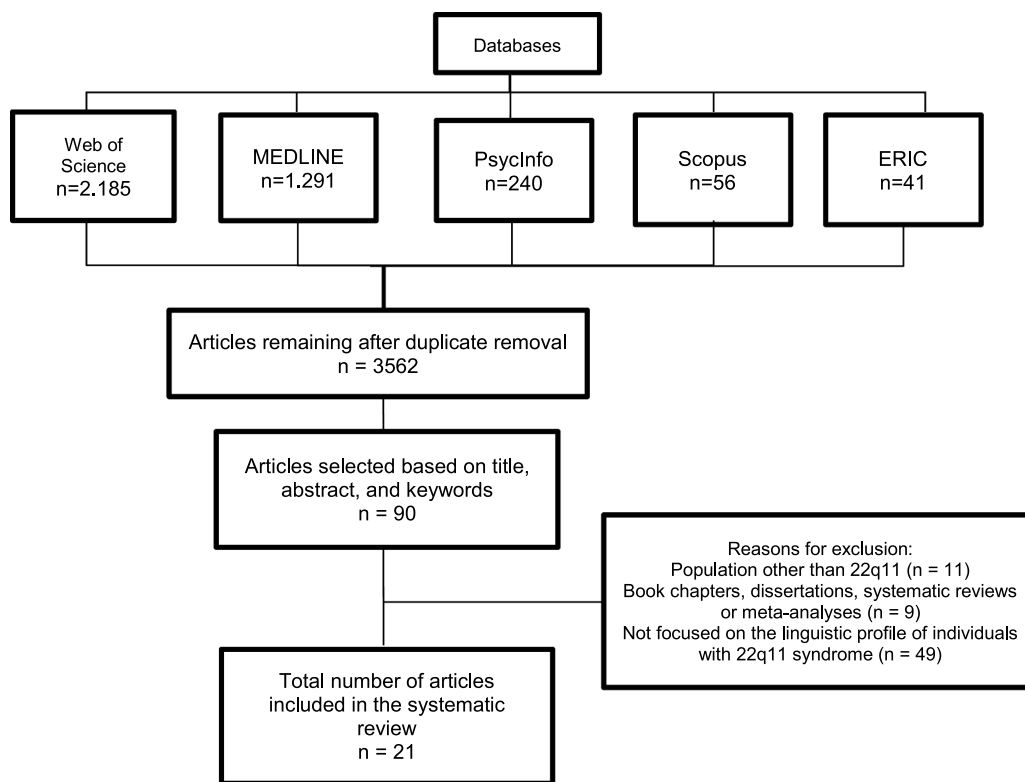 Databases
Web of
Science
n=2.185
MEDLINE
n=1.291
PsycInfo
n=240
Scopus
n=56
ERIC
n=41
Articles remaining after duplicate removal
n = 3562
Articles selected based on title,
abstract, and keywords
n = 90
Reasons for exclusion:
Population other than 22q11 (n = 11)
Book chapters, dissertations, systematic reviews
or meta-analyses (n = 9)
Not focused on the linguistic profile of individuals
with 22q11 syndrome (n = 49)
Total number of articles
included in the systematic
review
n = 21